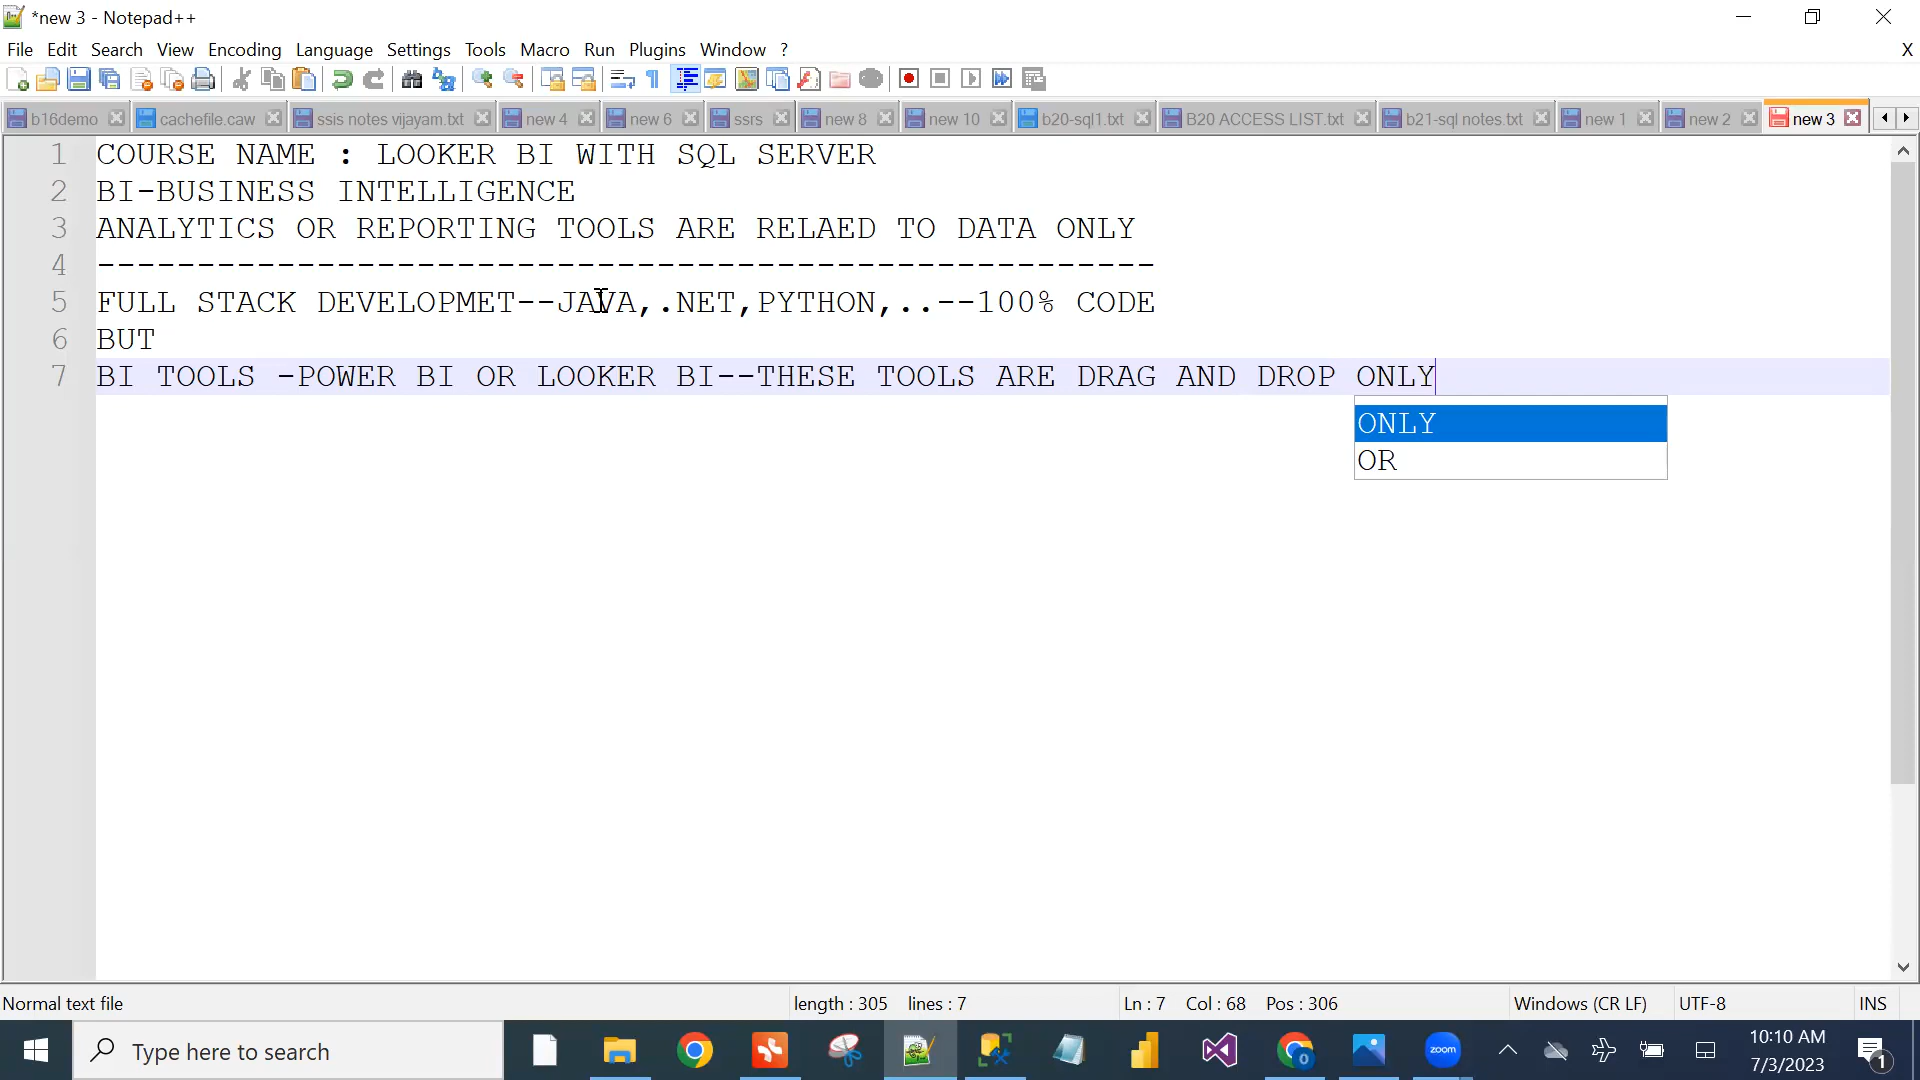 *new 3 - Notepad++
File Edit Search View Encoding Language Settings Tools Macro Run Plugins Window ?
X
b16demo cachefile.caw ssis notes vijayam.txt new 4 new 6 ssrs new 8 new 10 b20-sql1.txt B20 ACCESS LIST.txt b21-sql notes.txt new 1 new 2 new 3
1 COURSE NAME : LOOKER BI WITH SQL SERVER
2 BI-BUSINESS INTELLIGENCE
3 ANALYTICS OR REPORTING TOOLS ARE RELAED TO DATA ONLY
4 -----------------------------------------------------
5 FULL STACK DEVELOPMET--JAVA,.NET,PYTHON,..--100% CODE
6 BUT
7 BI TOOLS -POWER BI OR LOOKER BI--THESE TOOLS ARE DRAG AND DROP ONLY
ONLY
OR
Normal text file length : 305 lines : 7 Ln : 7 Col : 68 Pos : 306 Windows (CR LF) UTF-8 INS
Type here to search zoom 10:10 AM
7/3/2023 1